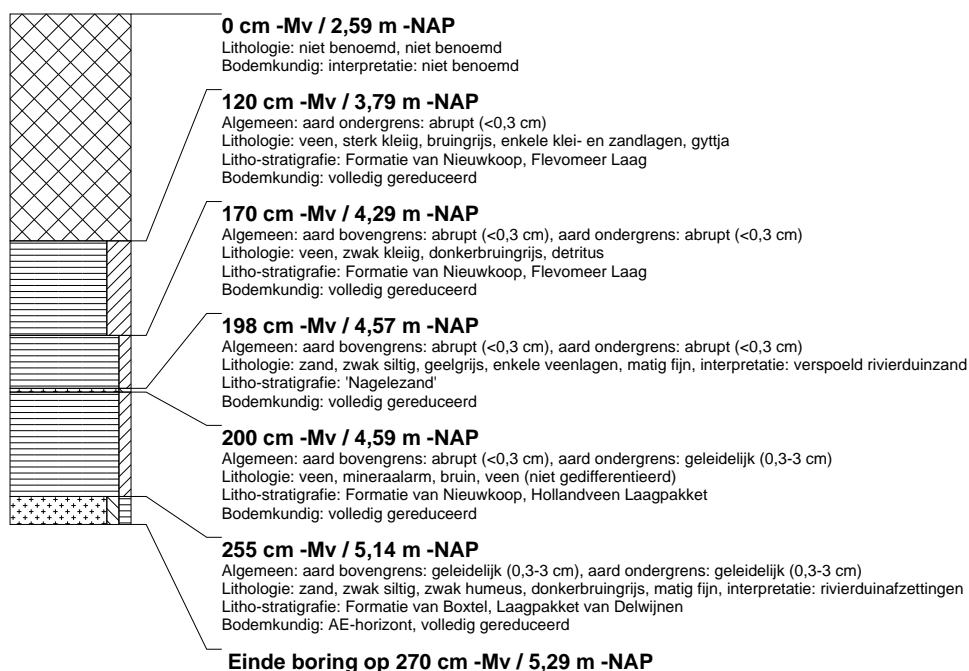 0 cm -Mv / 2,59 m -NAP
Lithologie: niet benoemd, niet benoemd
Bodemkundig: interpretatie: niet benoemd
120 cm -Mv / 3,79 m -NAP
Algemeen: aard ondergrens: abrupt (<0,3 cm)
Lithologie: veen, sterk kleiig, bruingrijs, enkele klei- en zandlagen, gyttja
Litho-stratigrafie: Formatie van Nieuwkoop, Flevomeer Laag
Bodemkundig: volledig gereduceerd
170 cm -Mv / 4,29 m -NAP
Algemeen: aard bovengrens: abrupt (<0,3 cm), aard ondergrens: abrupt (<0,3 cm)
Lithologie: veen, zwak kleiig, donkerbruingrijs, detritus
Litho-stratigrafie: Formatie van Nieuwkoop, Flevomeer Laag
Bodemkundig: volledig gereduceerd
198 cm -Mv / 4,57 m -NAP
Algemeen: aard bovengrens: abrupt (<0,3 cm), aard ondergrens: abrupt (<0,3 cm)
Lithologie: zand, zwak siltig, geelgrijs, enkele veenlagen, matig fijn, interpretatie: verspoeld rivierduinzand
Litho-stratigrafie: 'Nagelezand'
Bodemkundig: volledig gereduceerd
200 cm -Mv / 4,59 m -NAP
Algemeen: aard bovengrens: abrupt (<0,3 cm), aard ondergrens: geleidelijk (0,3-3 cm)
Lithologie: veen, mineraalarm, bruin, veen (niet gedifferentieerd)
Litho-stratigrafie: Formatie van Nieuwkoop, Hollandveen Laagpakket
Bodemkundig: volledig gereduceerd
255 cm -Mv / 5,14 m -NAP
Algemeen: aard bovengrens: geleidelijk (0,3-3 cm), aard ondergrens: geleidelijk (0,3-3 cm)
Lithologie: zand, zwak siltig, zwak humeus, donkerbruingrijs, matig fijn, interpretatie: rivierduinafzettingen
Litho-stratigrafie: Formatie van Boxtel, Laagpakket van Delwijnen
Bodemkundig: AE-horizont, volledig gereduceerd
Einde boring op 270 cm -Mv / 5,29 m -NAP